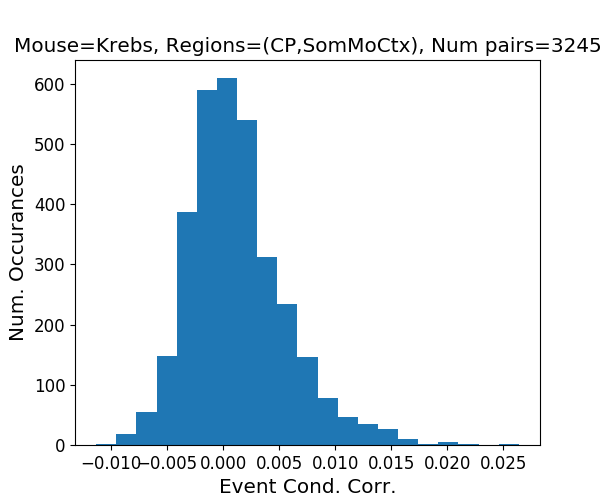 Mouse=Krebs, Regions=(CP,SomMoCtx), Num pairs=3245
600
500
400
300
200
100
0
Num. Occurances
−0.010 −0.005 0.000 0.005 0.010 0.015 0.020 0.025
Event Cond. Corr.